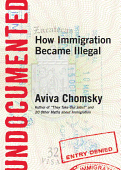 UNDOCUMENTED
How Immigration
Became Illegal
Aviva Chomsky
Author of "They Take Our Jobs!" and
20 Other Myths about Immigration
ENTRY DENIED
IMMIGRATION